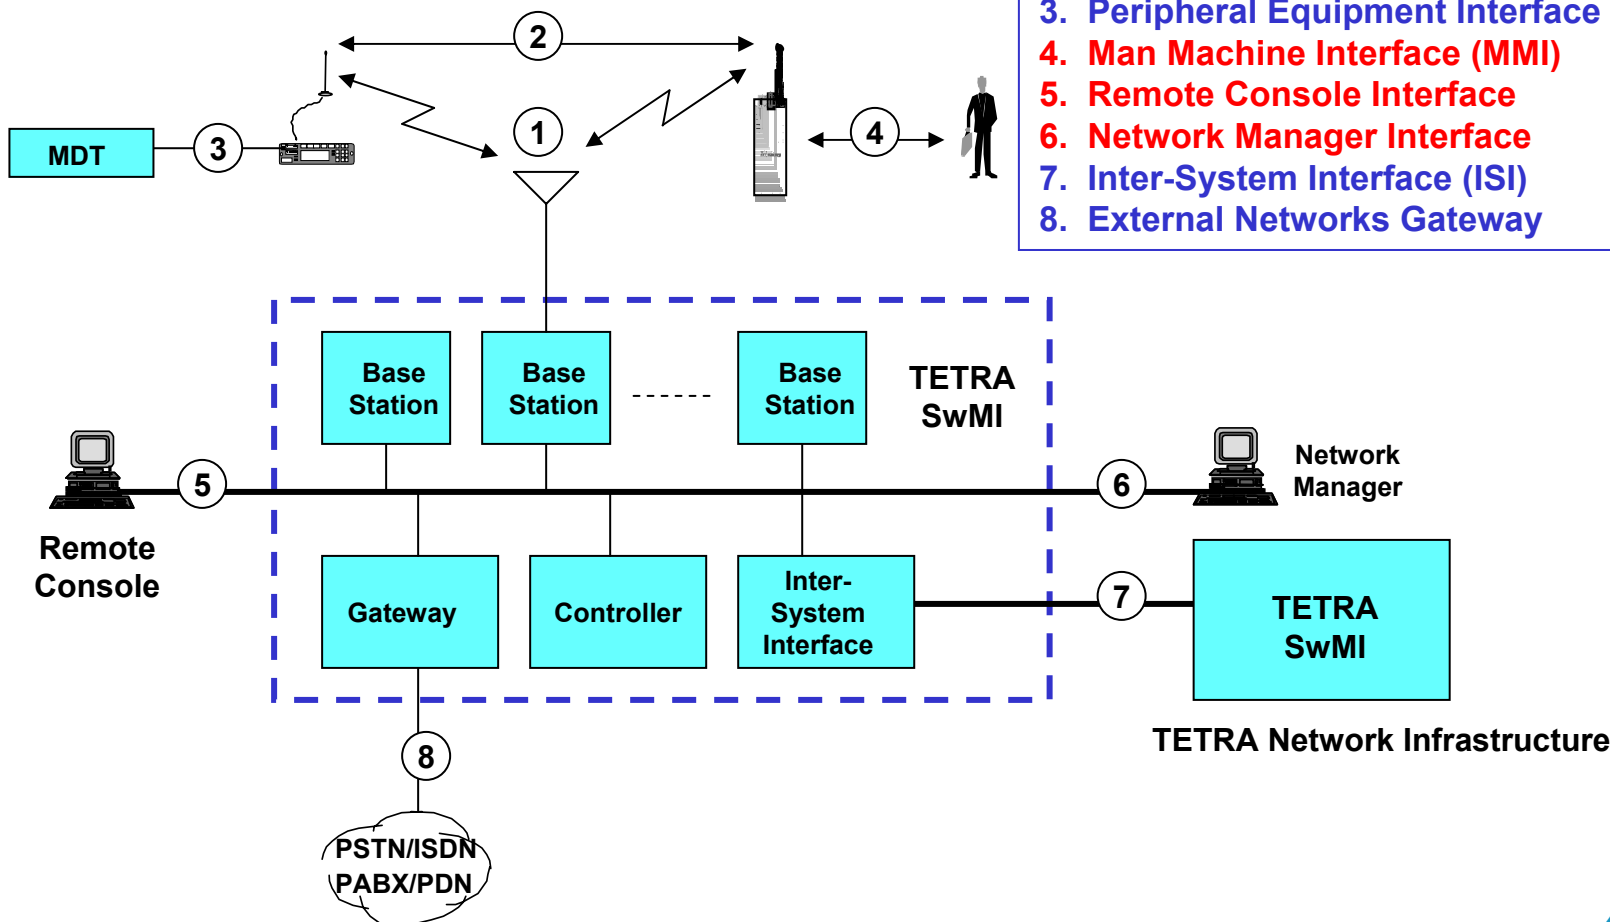 3. Peripheral Equipment Interface
4. Man Machine Interface (MMI)
5. Remote Console Interface
6. Network Manager Interface
7. Inter-System Interface (ISI)
8. External Networks Gateway
2
1
MDT
3
4
Base
Station
Base
Station
Base
Station
TETRA
SwMI
5
6
Network
Manager
Remote
Console
Gateway
Controller
Inter-
System
Interface
7
TETRA
SwMI
TETRA Network Infrastructure
8
PSTN/ISDN
PABX/PDN